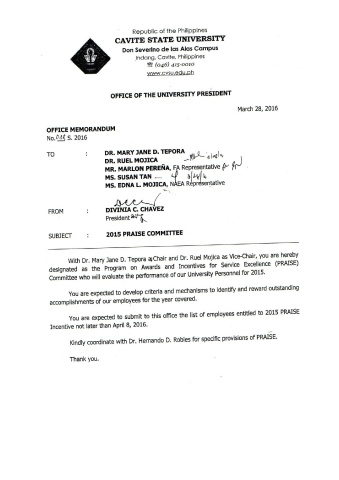 Republic of the Philippines
CAVITE STATE UNIVERSITY
Don Severino de las Alas Campus
Indang, Cavite, Philippines
☎ (046) 415-0010
www.cvsu.edu.ph
OFFICE OF THE UNIVERSITY PRESIDENT
March 28, 2016
OFFICE MEMORANDUM
No. S. 2016
TO : DR. MARY JANE D. TEPORA
DR. RUEL MOJICA
MR. MARLON PEREÑA, FA Representative
MS. SUSAN TAN
MS. EDNA L. MOJICA, NAEA Representative
FROM : DIVINIA C. CHAVEZ
President
SUBJECT : 2015 PRAISE COMMITTEE
With Dr. Mary Jane D. Tepora as Chair and Dr. Ruel Mojica as Vice-Chair, you are hereby
designated as the Program on Awards and Incentives for Service Excellence (PRAISE)
Committee who will evaluate the performance of our University Personnel for 2015.
You are expected to develop criteria and mechanisms to identify and reward outstanding
accomplishments of our employees for the year covered.
You are expected to submit to this office the list of employees entitled to 2015 PRAISE
Incentive not later than April 8, 2016.
Kindly coordinate with Dr. Hernando D. Robles for specific provisions of PRAISE.
Thank you.